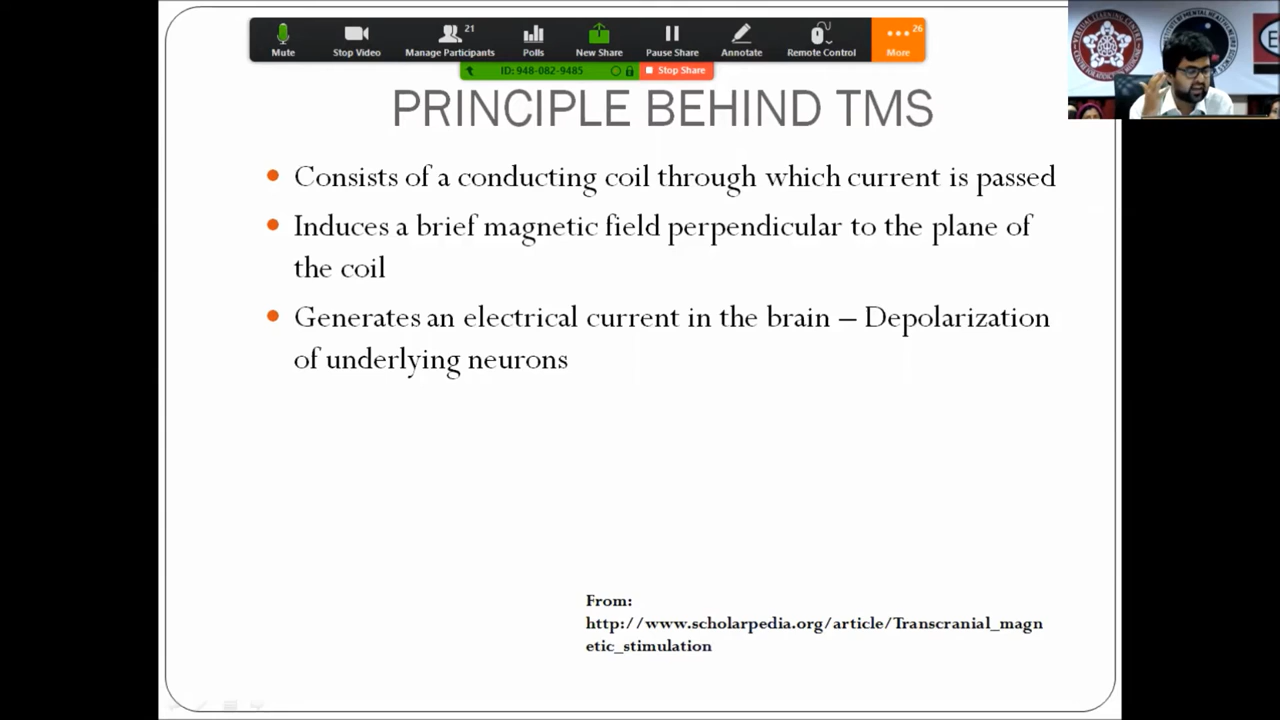 21
26
Mute
Stop Video
Manage Participants
Polls
New Share
Pause Share
Annotate
Remote Control
More
ID: 948-082-9485
Stop Share
PRINCIPLE BEHIND TMS
Consists of a conducting coil through which current is passed
Induces a brief magnetic field perpendicular to the plane of
the coil
Generates an electrical current in the brain – Depolarization
of underlying neurons
From:
http://www.scholarpedia.org/article/Transcranial_magn
etic_stimulation